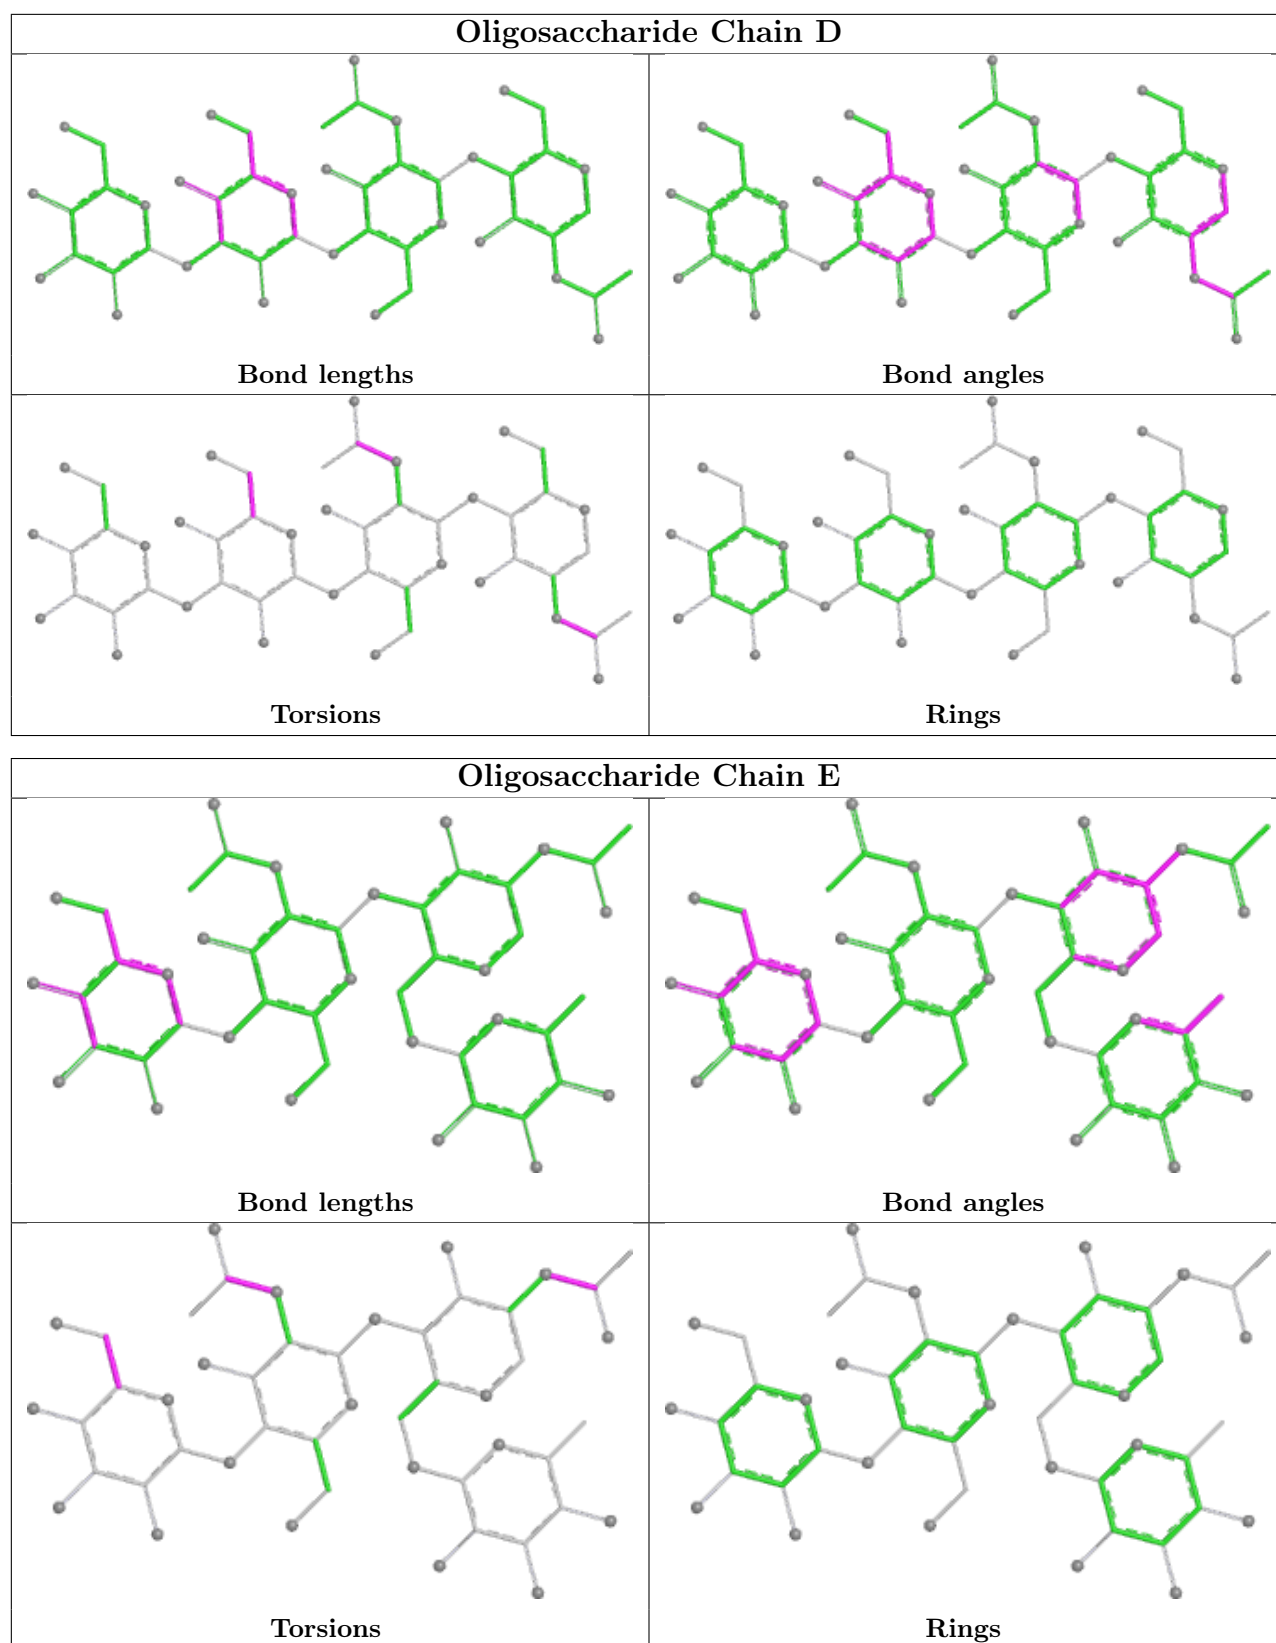 Oligosaccharide Chain D
Bond lengths
Bond angles
Torsions
Rings
Oligosaccharide Chain E
Bond lengths
Bond angles
Torsions
Rings